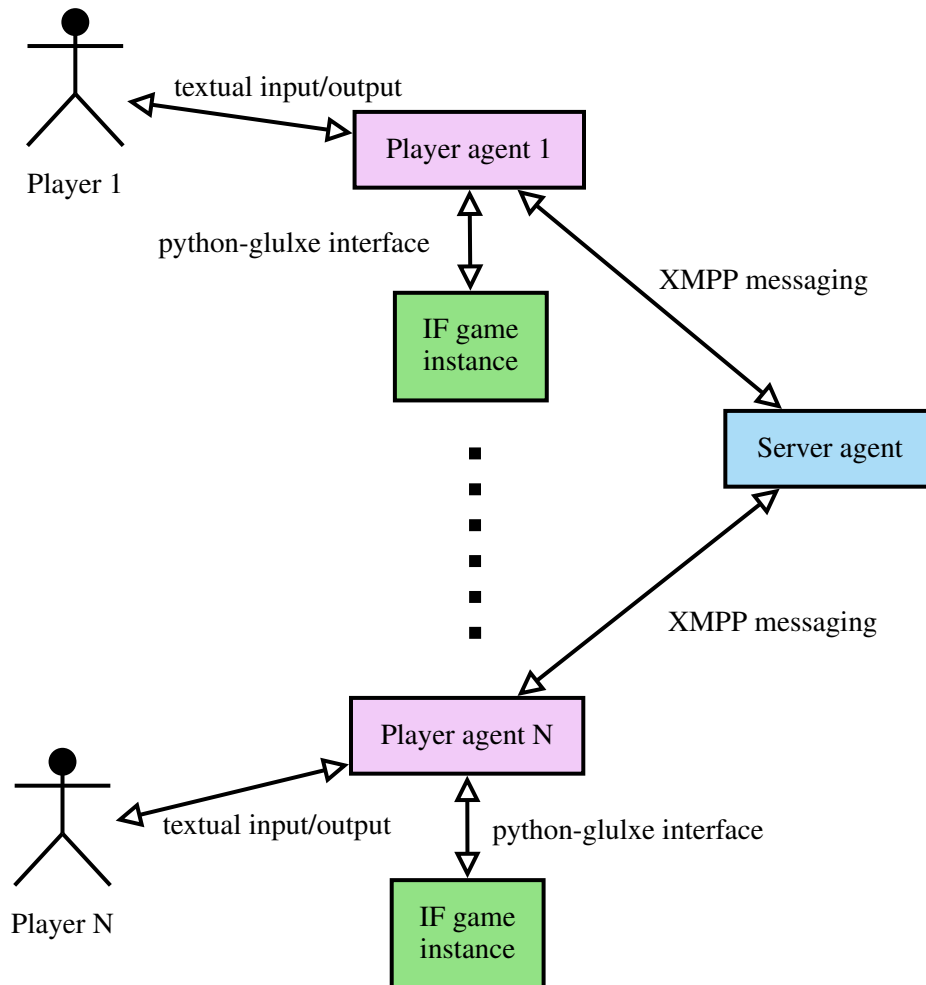 textual input/output
Player agent 1
Player 1
python-glulxe interface
XMPP messaging
IF game
instance
Server agent
XMPP messaging
Player agent N
textual input/output
python-glulxe interface
Player N
IF game
instance